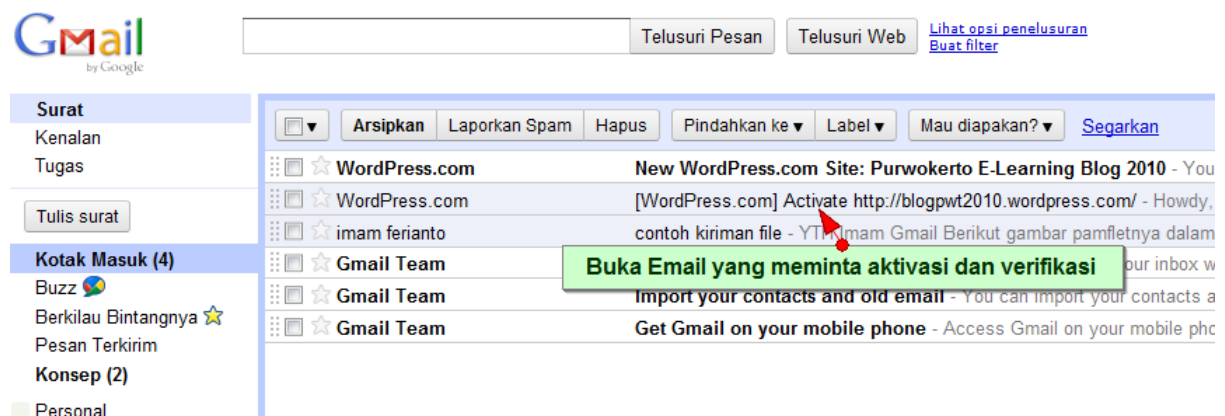 Gmail
by Google
Telusuri Pesan
Telusuri Web
Lihat opsi penelusuran
Buat filter
Surat
Kenalan
Tugas
Tulis surat
Kotak Masuk (4)
Buzz
Berkilau Bintangnya
Pesan Terkirim
Konsep (2)
Personal
Arsipkan Laporkan Spam Hapus Pindahkan ke Label Mau diapakan? Segarkan
WordPress.com New WordPress.com Site: Purwokerto E-Learning Blog 2010 - You
WordPress.com [WordPress.com] Activate http://blogpwt2010.wordpress.com/ - Howdy,
imam ferianto contoh kiriman file - Imam Gmail Berikut gambar pamfletnya dalam
Buka Email yang meminta aktivasi dan verifikasi
Gmail Team our inbox w
Gmail Team Import your contacts and old email - You can import your contacts a
Gmail Team Get Gmail on your mobile phone - Access Gmail on your mobile pho